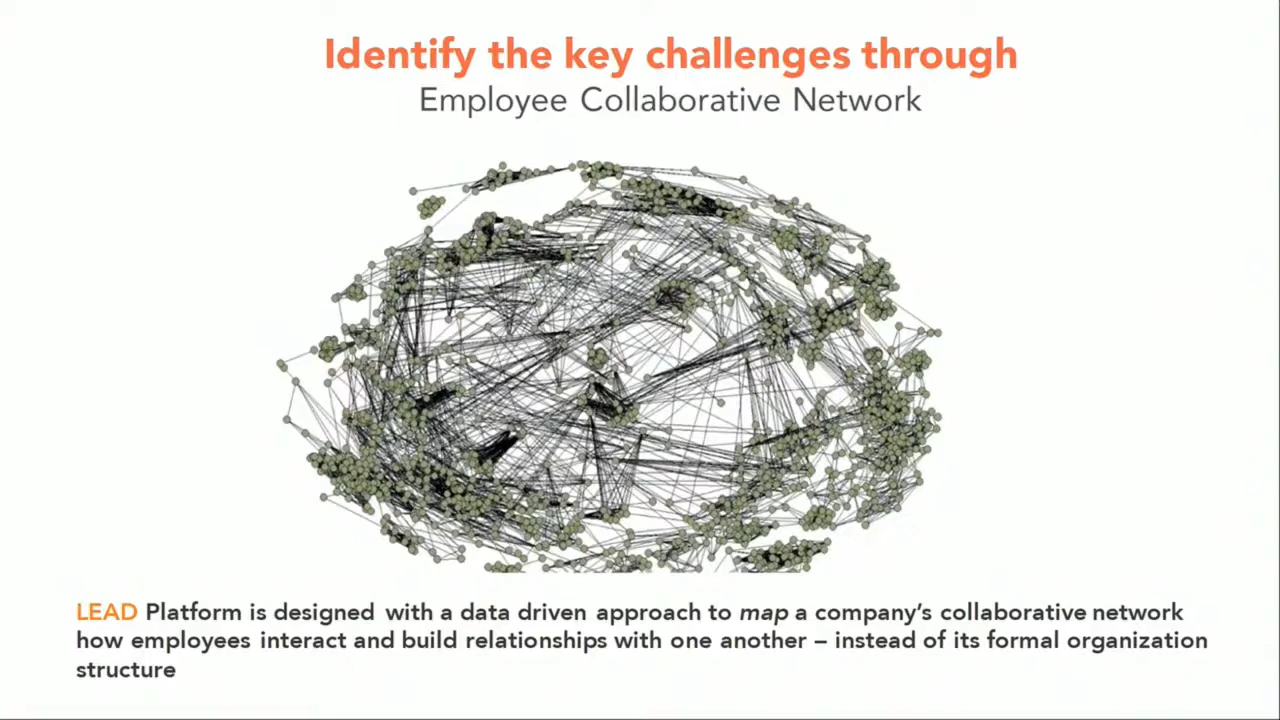 Identify the key challenges through
Employee Collaborative Network
LEAD Platform is designed with a data driven approach to map a company's collaborative network
how employees interact and build relationships with one another – instead of its formal organization
structure